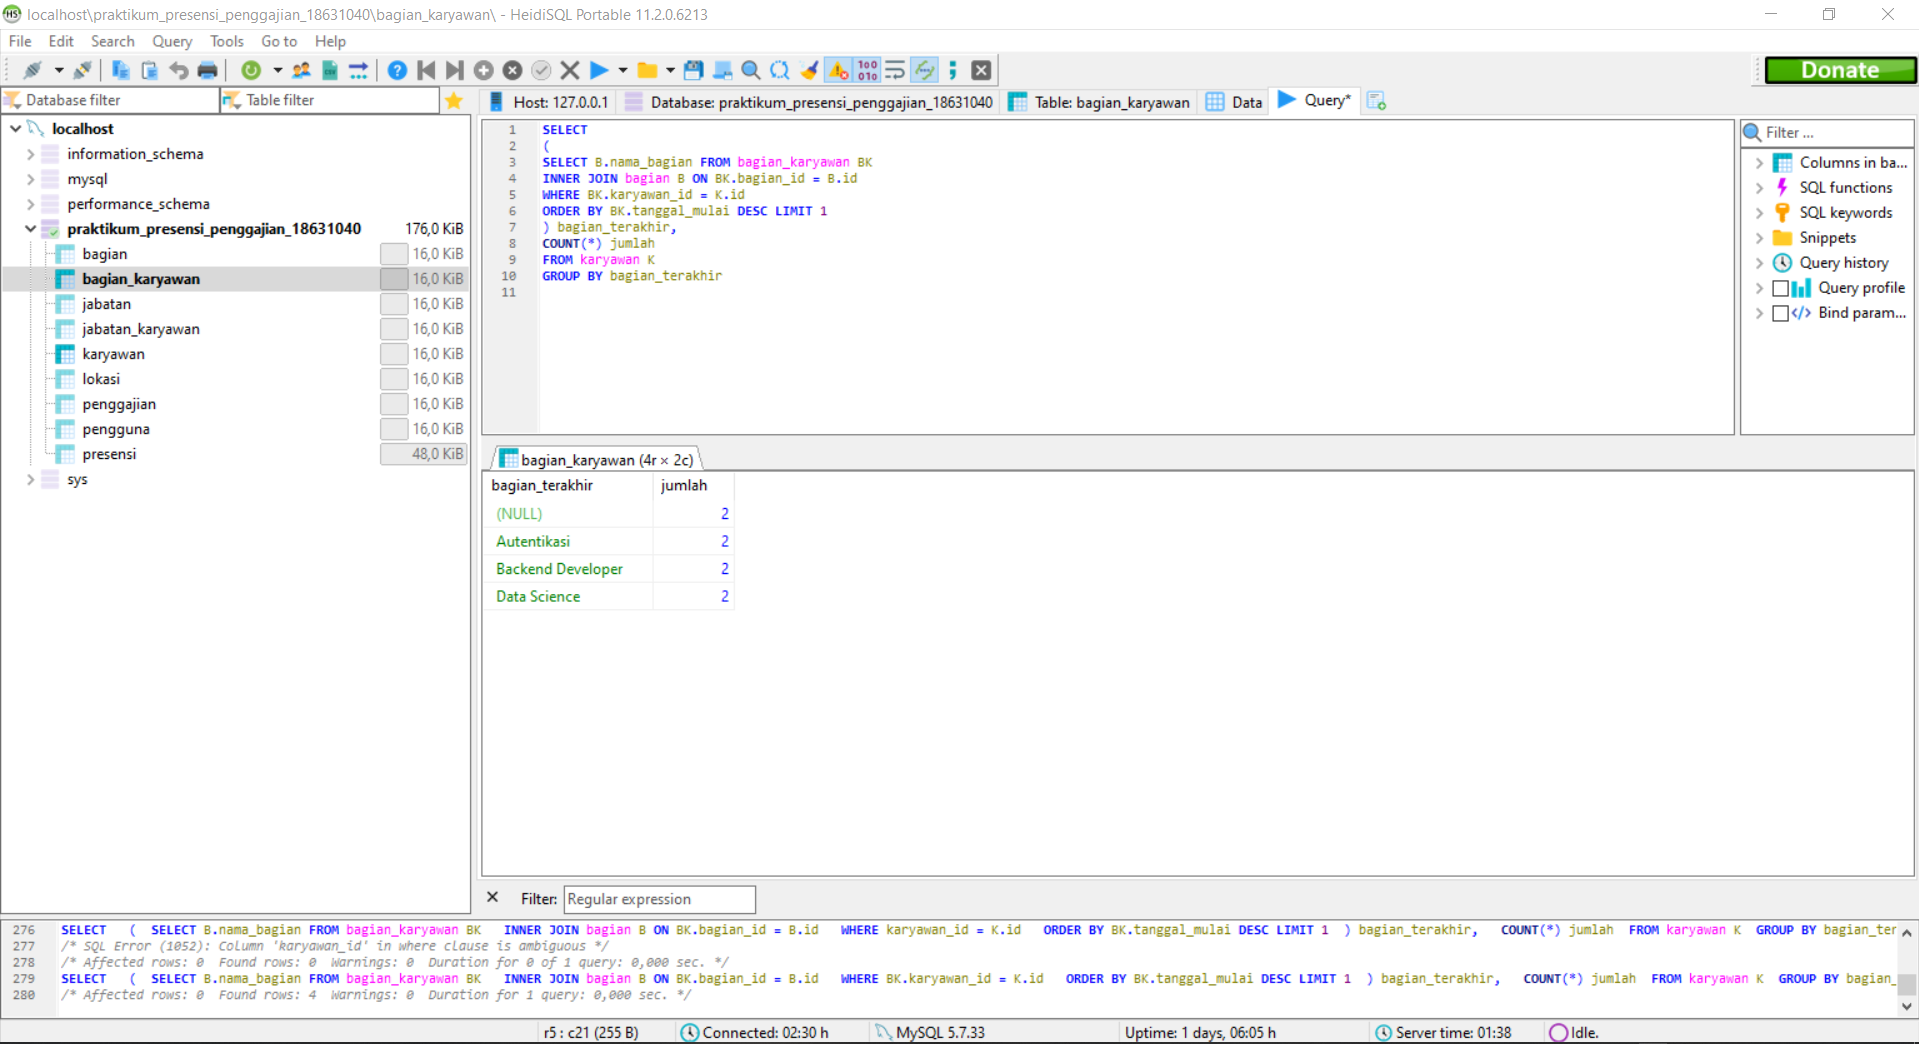 localhost\praktikum_presensi_penggajian_18631040\bagian_karyawan\ - HeidiSQL Portable 11.2.0.6213
File Edit Search Query Tools Go to Help
Donate
Database filter
Table filter
Host: 127.0.0.1
Database: praktikum_presensi_penggajian_18631040
Table: bagian_karyawan
Data
Query*
localhost
information_schema
mysql
performance_schema
praktikum_presensi_penggajian_18631040 176,0 KiB
bagian 16,0 KiB
bagian_karyawan 16,0 KiB
jabatan 16,0 KiB
jabatan_karyawan 16,0 KiB
karyawan 16,0 KiB
lokasi 16,0 KiB
penggajian 16,0 KiB
pengguna 16,0 KiB
presensi 48,0 KiB
sys
1 SELECT
2 (
3 SELECT B.nama_bagian FROM bagian_karyawan BK
4 INNER JOIN bagian B ON BK.bagian_id = B.id
5 WHERE BK.karyawan_id = K.id
6 ORDER BY BK.tanggal_mulai DESC LIMIT 1
7 ) bagian_terakhir,
8 COUNT(*) jumlah
9 FROM karyawan K
10 GROUP BY bagian_terakhir
11
Filter ...
Columns in ba...
SQL functions
SQL keywords
Snippets
Query history
Query profile
Bind param...
bagian_karyawan (4r × 2c)
bagian_terakhir jumlah
(NULL) 2
Autentikasi 2
Backend Developer 2
Data Science 2
Filter: Regular expression
276 SELECT ( SELECT B.nama_bagian FROM bagian_karyawan BK INNER JOIN bagian B ON BK.bagian_id = B.id WHERE karyawan_id = K.id ORDER BY BK.tanggal_mulai DESC LIMIT 1 ) bagian_terakhir, COUNT(*) jumlah FROM karyawan K GROUP BY bagian_ter
277 /* SQL Error (1052): Column 'karyawan_id' in where clause is ambiguous */
278 /* Affected rows: 0 Found rows: 0 Warnings: 0 Duration for 0 of 1 query: 0,000 sec. */
279 SELECT ( SELECT B.nama_bagian FROM bagian_karyawan BK INNER JOIN bagian B ON BK.bagian_id = B.id WHERE BK.karyawan_id = K.id ORDER BY BK.tanggal_mulai DESC LIMIT 1 ) bagian_terakhir, COUNT(*) jumlah FROM karyawan K GROUP BY bagian_
280 /* Affected rows: 0 Found rows: 4 Warnings: 0 Duration for 1 query: 0,000 sec. */
r5 : c21 (255 B)
Connected: 02:30 h
MySQL 5.7.33
Uptime: 1 days, 06:05 h
Server time: 01:38
Idle.